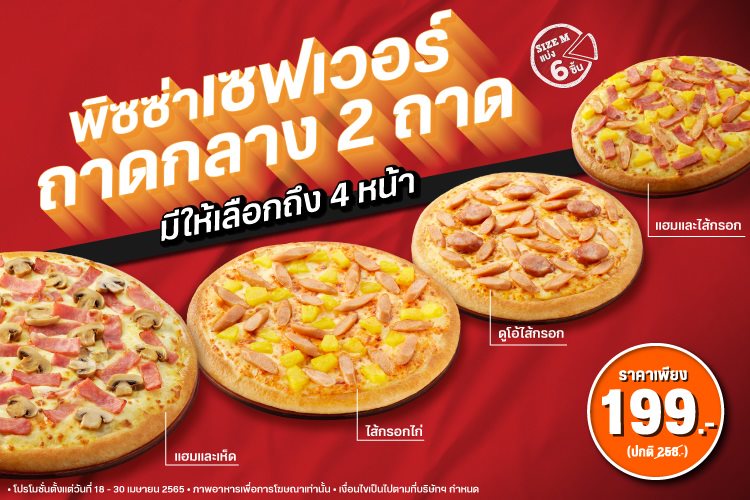 พิซซ่าเซฟเวอร์
ถาดกลาง 2 ถาด
มีให้เลือกถึง 4 หน้า
SIZE M
แบ่ง
6 ชิ้น
แฮมและไส้กรอก
ดูโอ้ไส้กรอก
ไส้กรอกไก่
แฮมและเห็ด
ราคาเพียง
199.-
(ปกติ 258.-)
• โปรโมชั่นตั้งแต่วันที่ 18 - 30 เมษายน 2565 • ภาพอาหารเพื่อการโฆษณาเท่านั้น • เงื่อนไขเป็นไปตามที่บริษัทฯ กำหนด